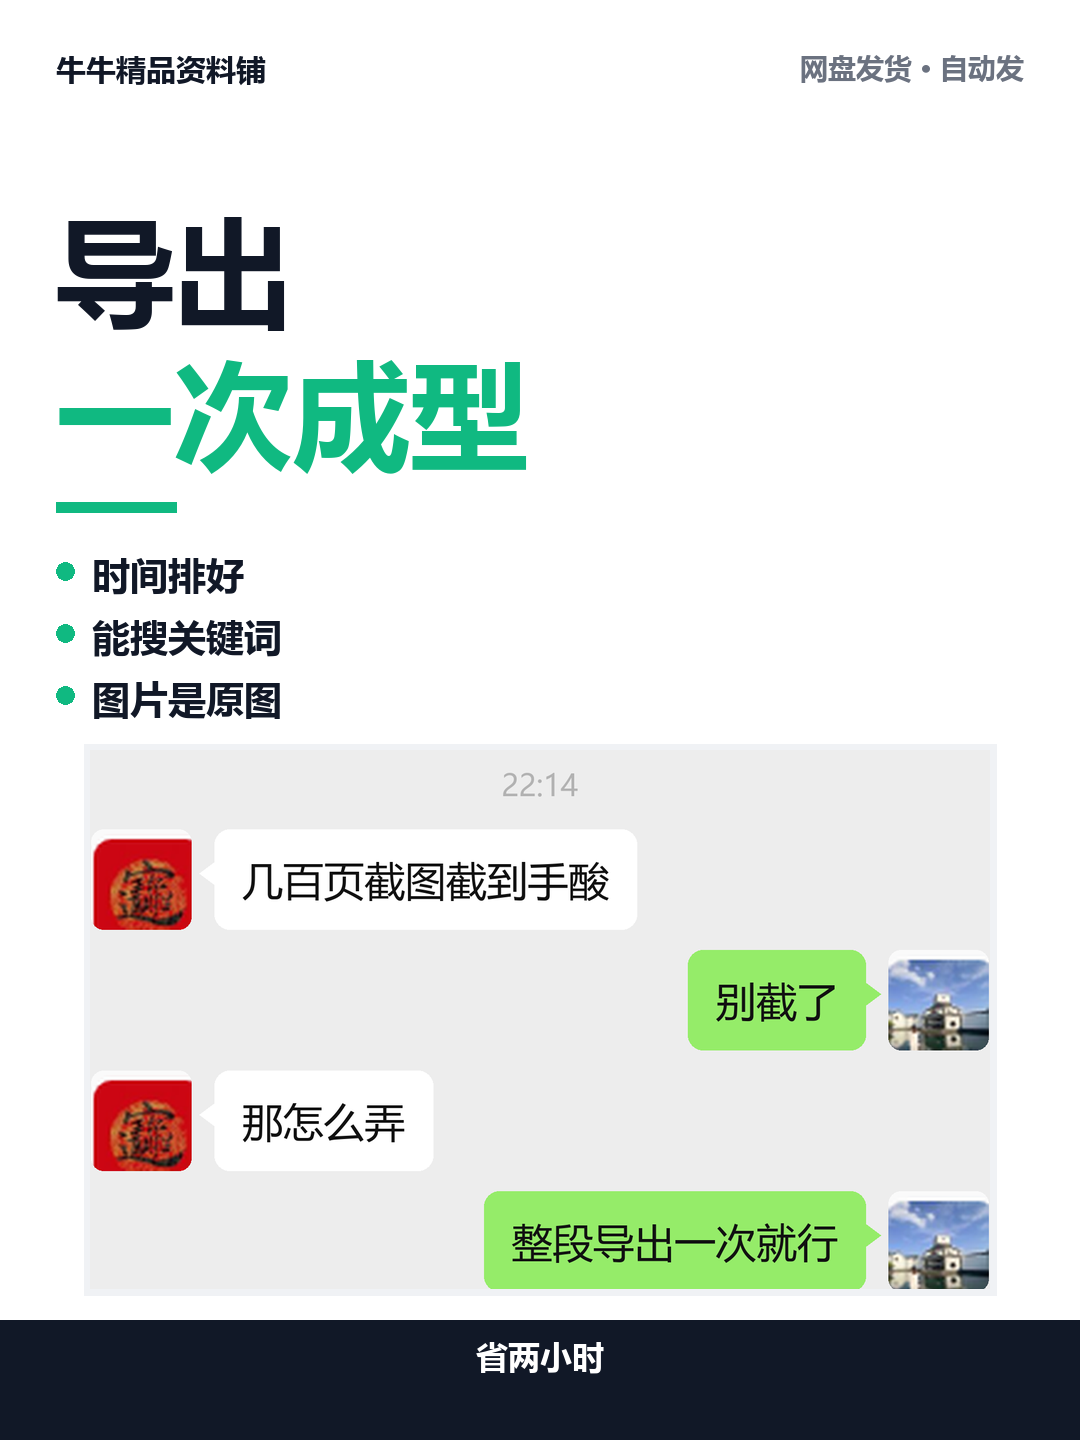 牛牛精品资料铺
网盘发货・自动发
导出
一次成型
时间排好
能搜关键词
图片是原图
22:14
几百页截图截到手酸
别截了
那怎么弄
整段导出一次就行
省两小时